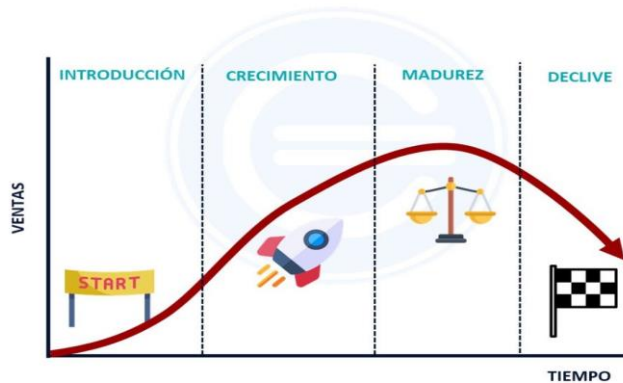 INTRODUCCIÓN
CRECIMIENTO
MADUREZ
DECLIVE
VENTAS
START
TIEMPO